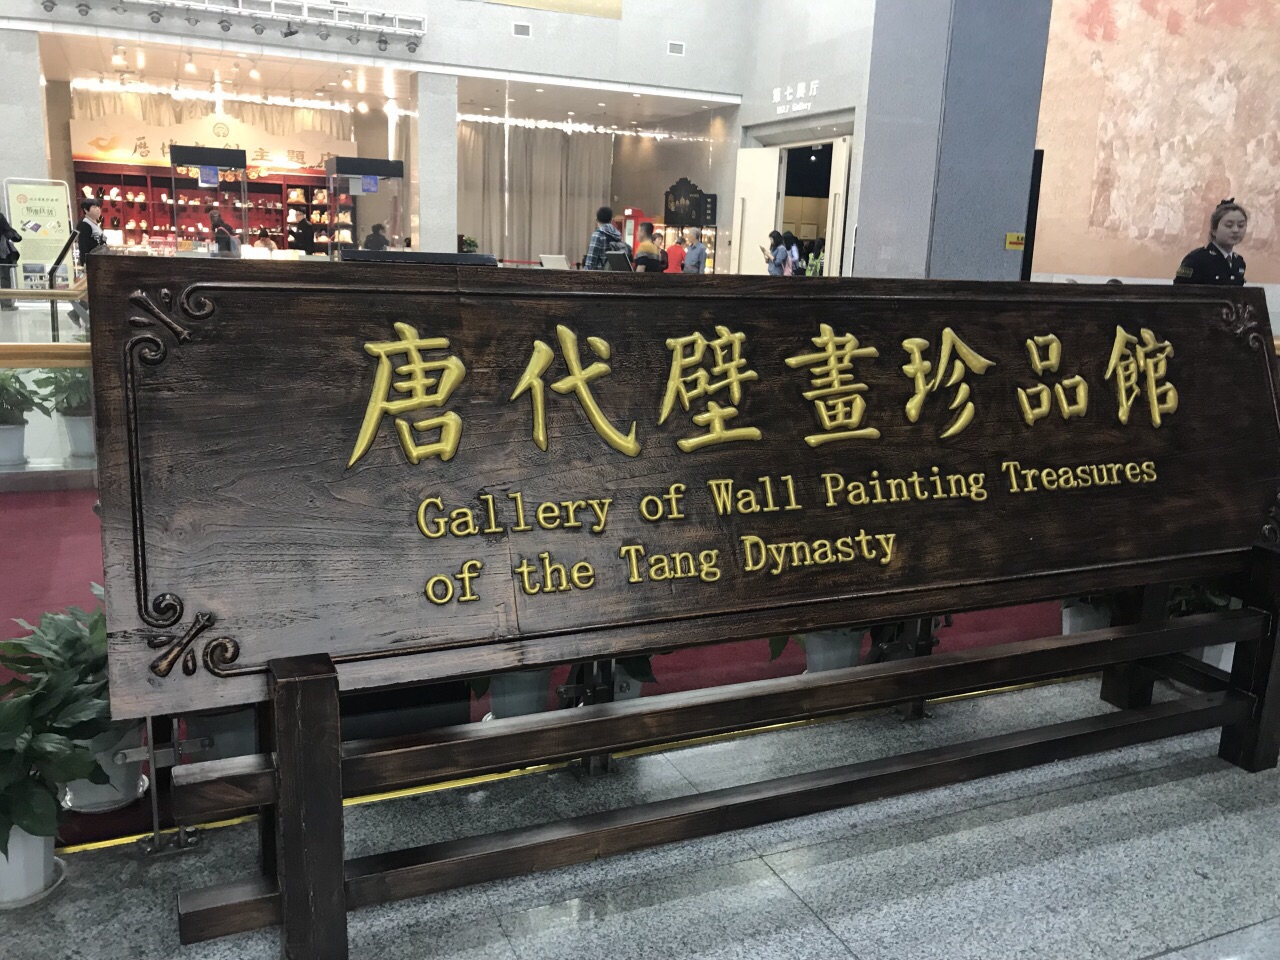 第七展厅
唐代壁畫珍品館
Gallery of Wall Painting Treasures
of the Tang Dynasty